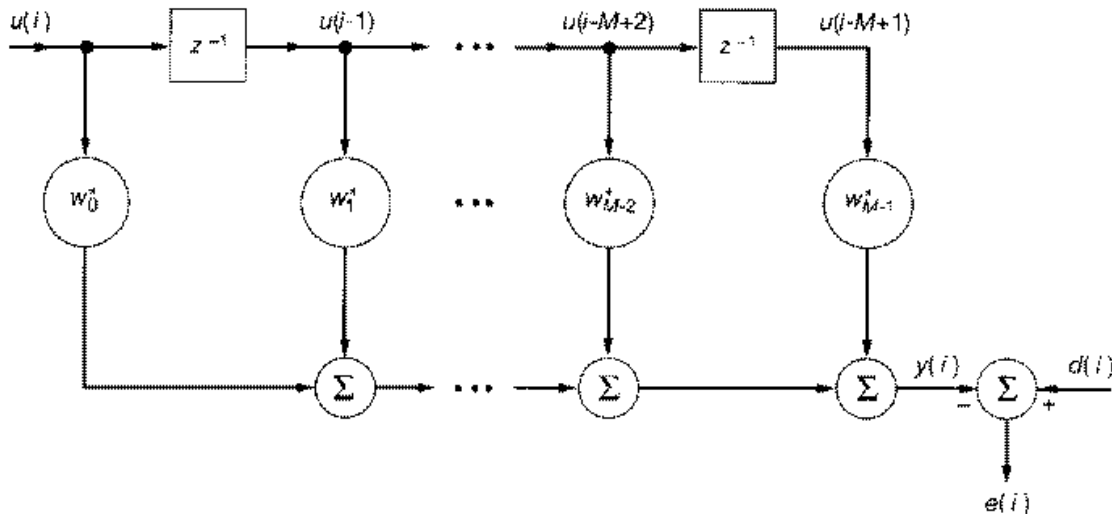 u(i)
z⁻¹
u(i-1)
• • •
u(i-M+2)
z⁻¹
u(i-M+1)
w*₀
w*₁
• • •
w*M-2
w*M-1
Σ
• • •
Σ
Σ
y(i)
−
Σ
+
d(i)
e(i)